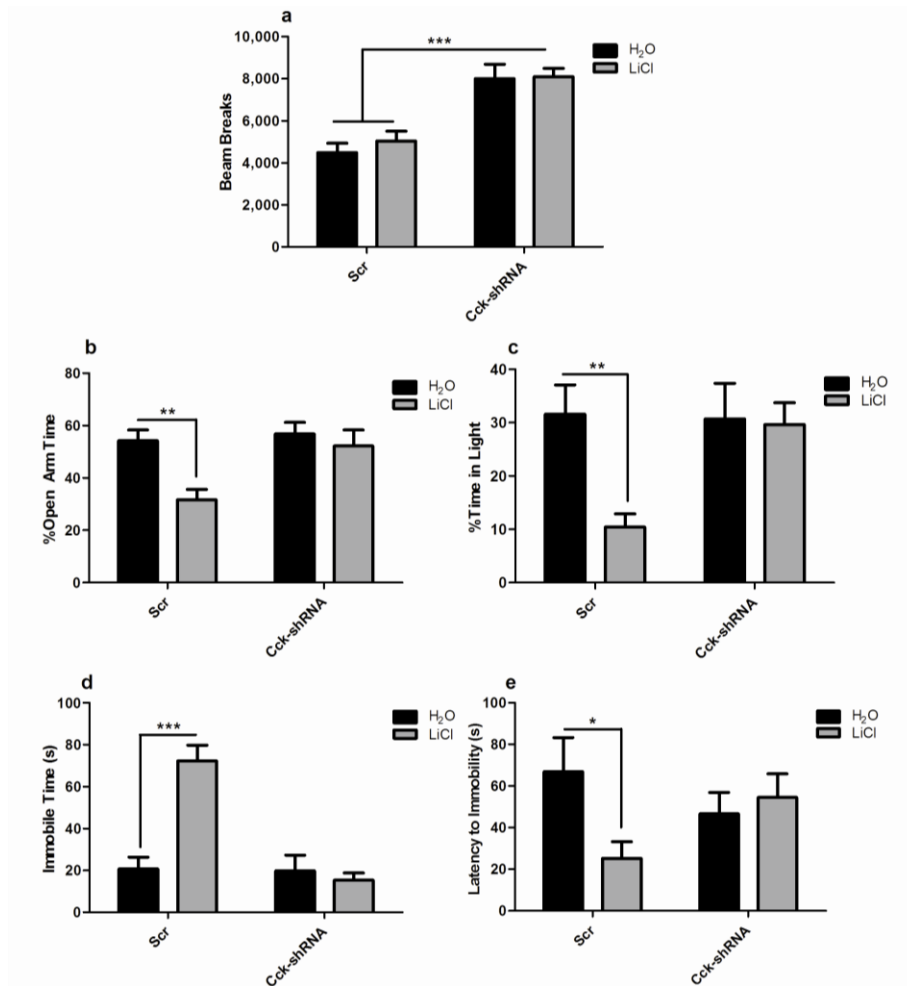 a
10,000
8,000
6,000
4,000
2,000
0
Beam Breaks
***
H₂O
LiCl
Scr
Cck-shRNA
b
80
60
40
20
0
%Open Arm Time
**
H₂O
LiCl
Scr
Cck-shRNA
c
40
30
20
10
0
%Time in Light
**
H₂O
LiCl
Scr
Cck-shRNA
d
100
80
60
40
20
0
Immobile Time (s)
***
H₂O
LiCl
Scr
Cck-shRNA
e
100
80
60
40
20
0
Latency to Immobility (s)
*
H₂O
LiCl
Scr
Cck-shRNA